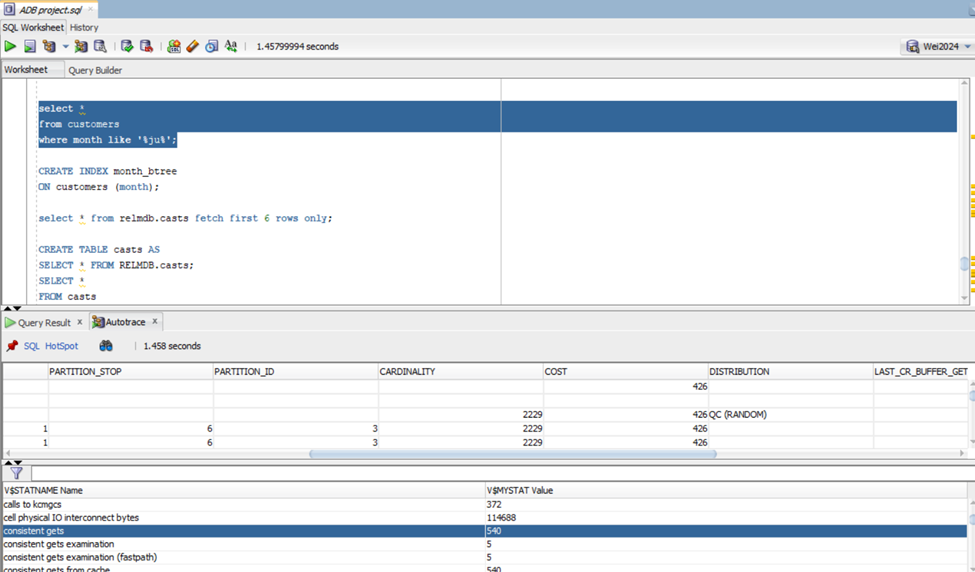 ADB project.sql ×
SQL Worksheet History
1.45799994 seconds
Wei2024
Worksheet Query Builder
select *
from customers
where month like '%ju%';
CREATE INDEX month_btree
ON customers (month);
select * from relmdb.casts fetch first 6 rows only;
CREATE TABLE casts AS
SELECT * FROM RELMDB.casts;
SELECT *
FROM casts
Query Result × Autotrace ×
SQL HotSpot 1.458 seconds
PARTITION_STOP PARTITION_ID CARDINALITY COST DISTRIBUTION LAST_CR_BUFFER_GET
426
2229 426 QC (RANDOM)
1 6 3 2229 426
1 6 3 2229 426
V$STATNAME Name V$MYSTAT Value
calls to kcmgcs 372
cell physical IO interconnect bytes 114688
consistent gets 540
consistent gets examination 5
consistent gets examination (fastpath) 5
consistent gets from cache 540